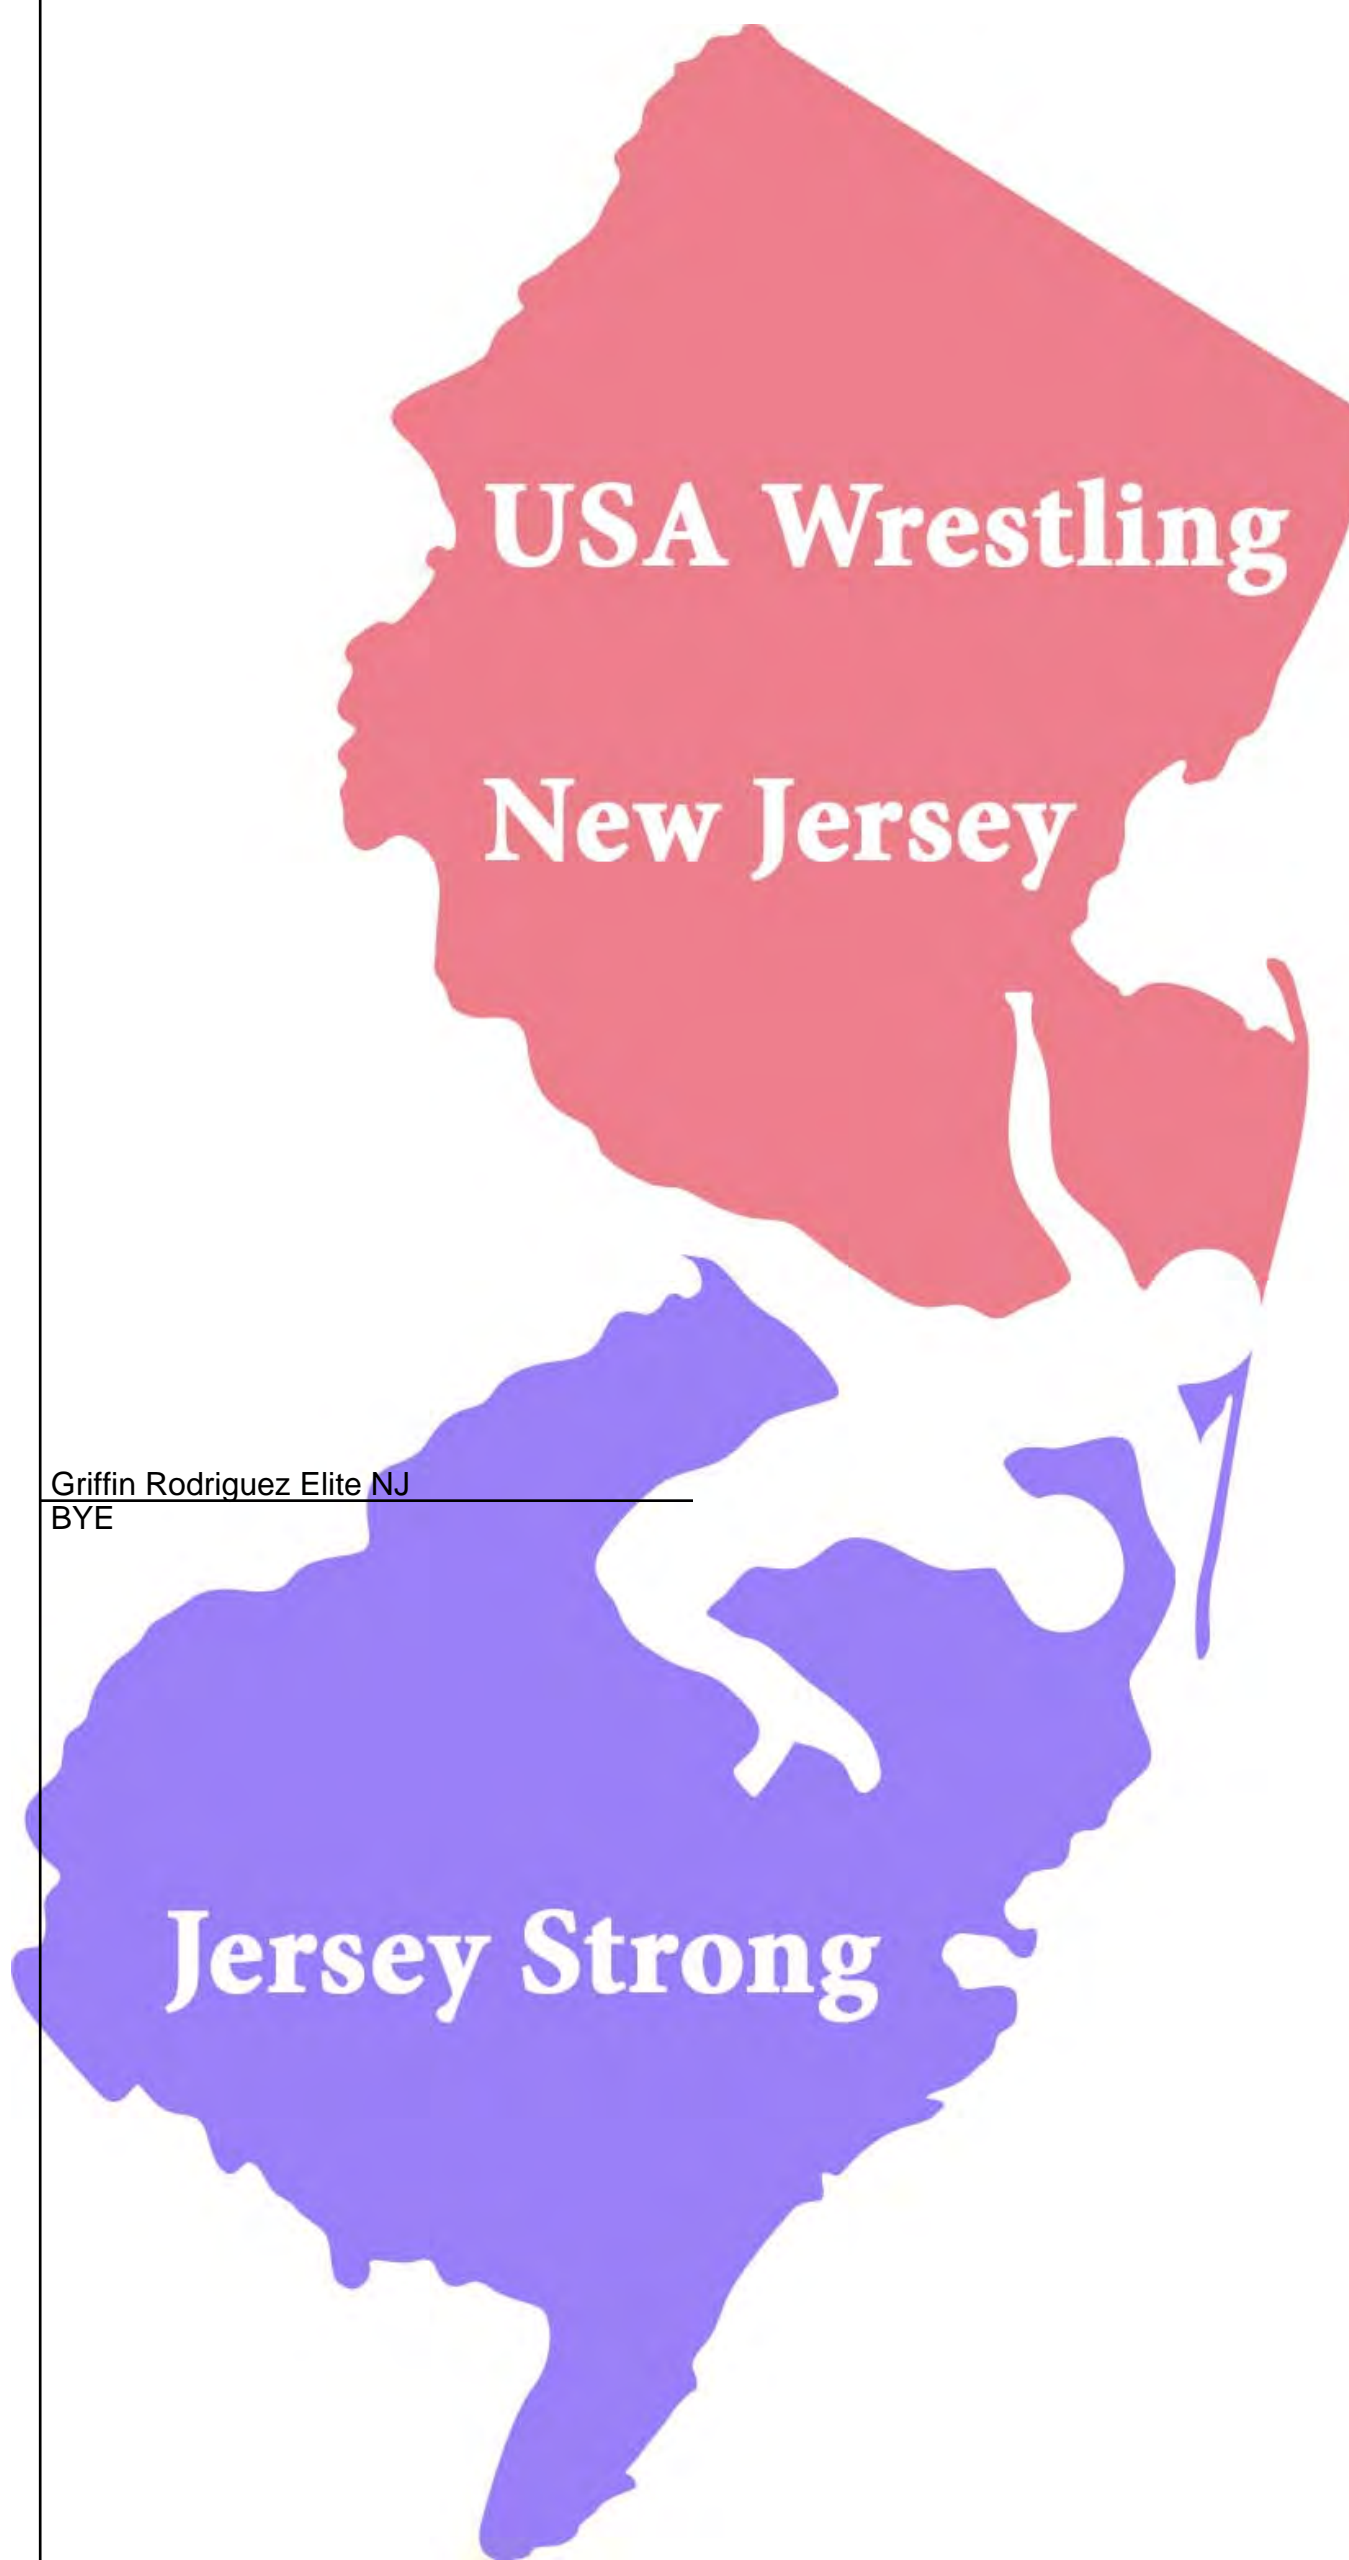 USA Wrestling
New Jersey
Griffin Rodriguez Elite NJ
BYE
Jersey Strong